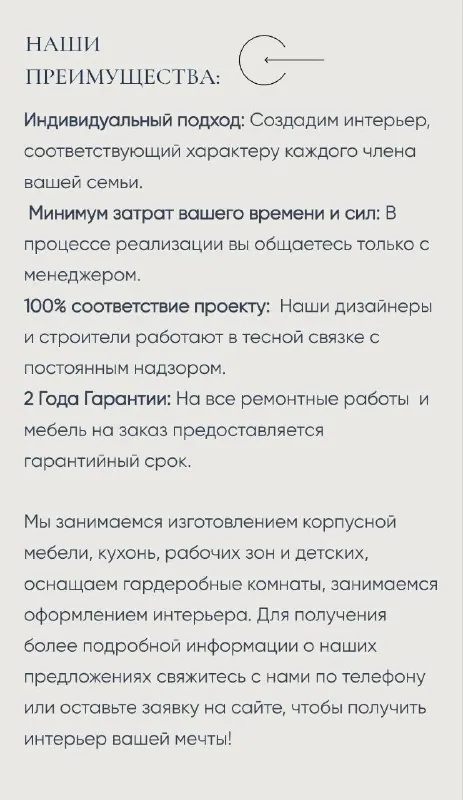 НАШИ
ПРЕИМУЩЕСТВА:
Индивидуальный подход: Создадим интерьер,
соответствующий характеру каждого члена
вашей семьи.
Минимум затрат вашего времени и сил: В
процессе реализации вы общаетесь только с
менеджером.
100% соответствие проекту: Наши дизайнеры
и строители работают в тесной связке с
постоянным надзором.
2 Года Гарантии: На все ремонтные работы и
мебель на заказ предоставляется
гарантийный срок.
Мы занимаемся изготовлением корпусной
мебели, кухонь, рабочих зон и детских,
оснащаем гардеробные комнаты, занимаемся
оформлением интерьера. Для получения
более подробной информации о наших
предложениях свяжитесь с нами по телефону
или оставьте заявку на сайте, чтобы получить
интерьер вашей мечты!